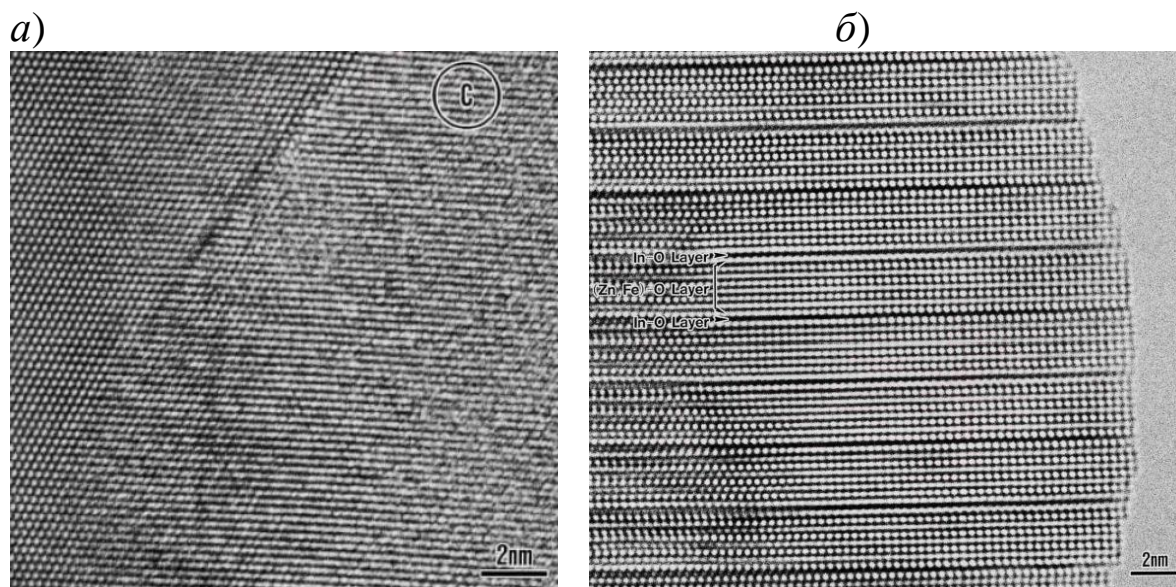 а) б)
C
In-O Layer
(Zn,Fe)-O Layer
In-O Layer
2nm 2nm